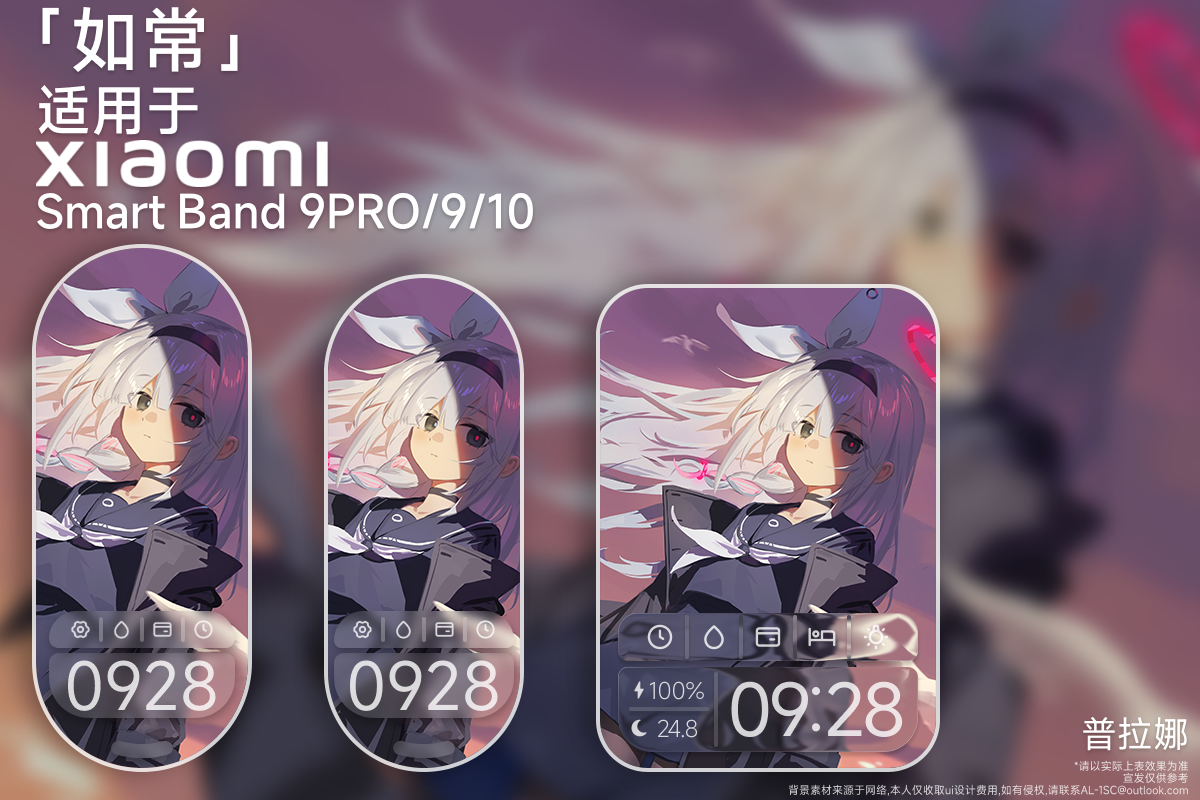 「如常」
适用于
xiaomi
Smart Band 9PRO/9/10
0928
0928
100%
24.8
09:28
普拉娜
*请以实际上表效果为准
宣发仅供参考
背景素材来源于网络,本人仅收取ui设计费用,如有侵权,请联系AL-1SC@outlook.com